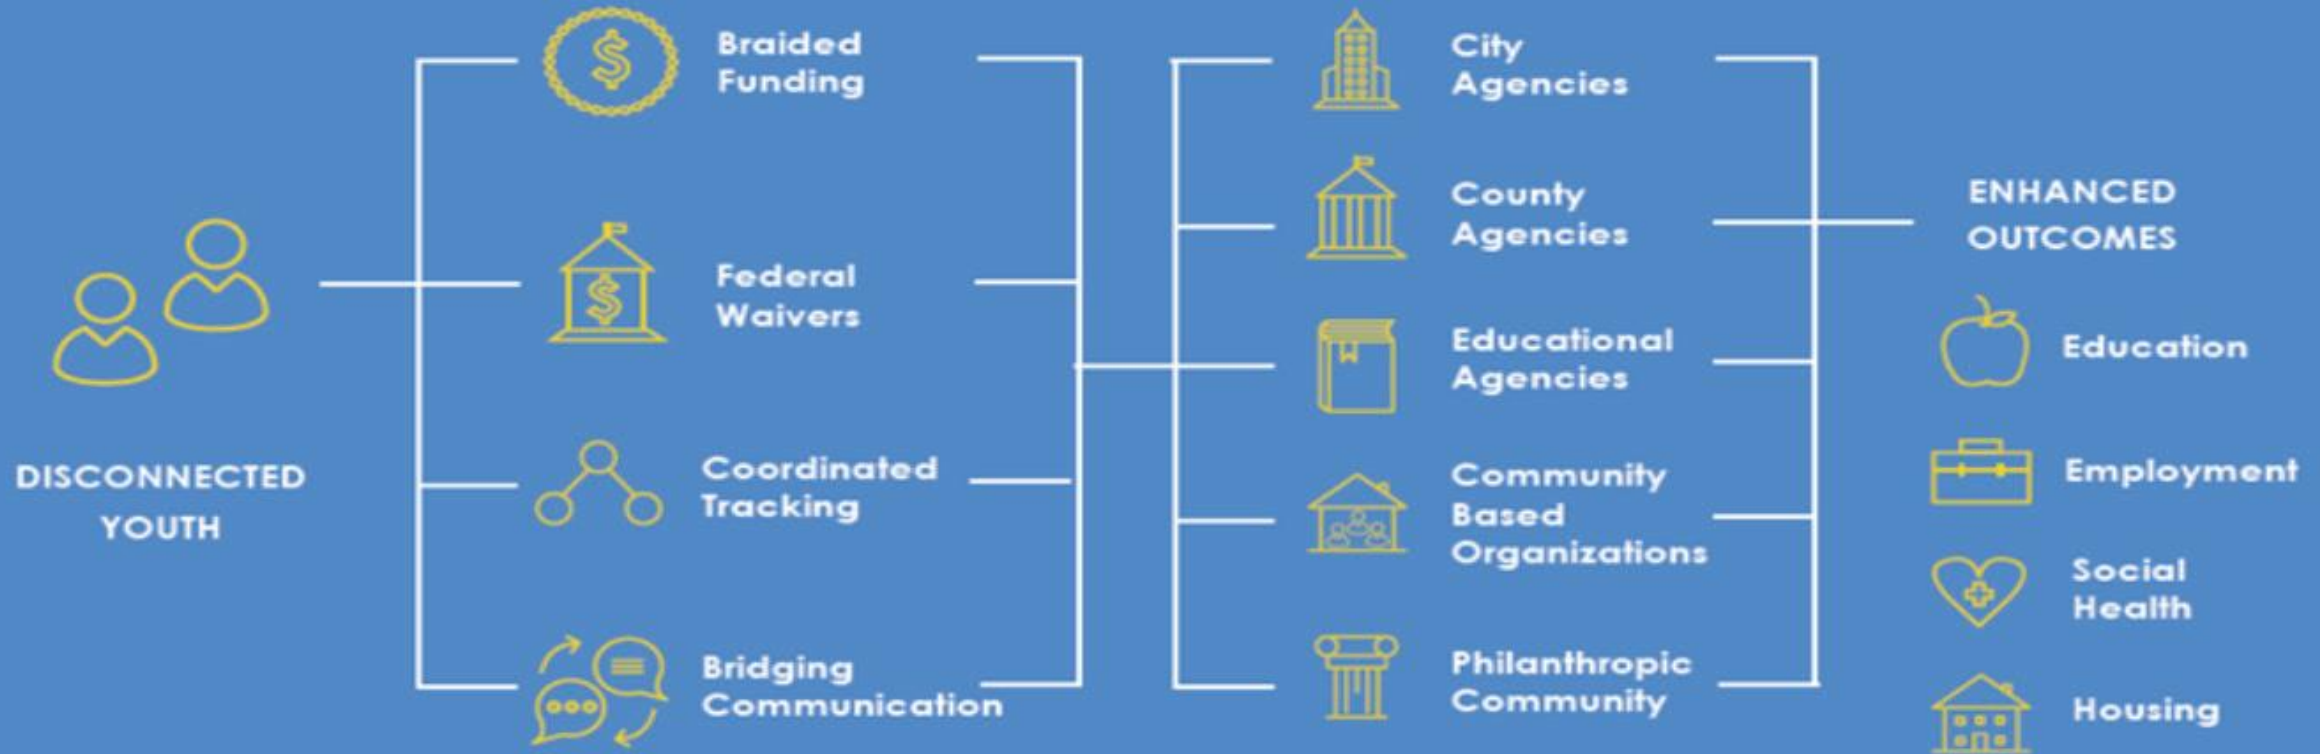 DISCONNECTED
YOUTH
Braided
Funding
Federal
Waivers
Coordinated
Tracking
Bridging
Communication
City
Agencies
County
Agencies
Educational
Agencies
Community
Based
Organizations
Philanthropic
Community
ENHANCED
OUTCOMES
Education
Employment
Social
Health
Housing